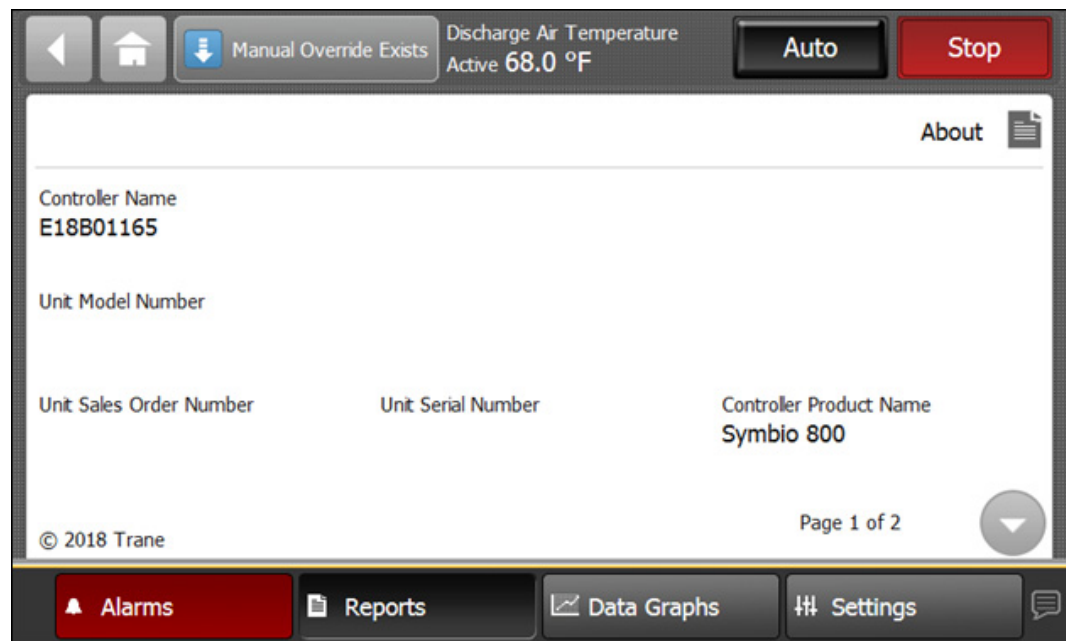 Manual Override Exists
Discharge Air Temperature
Active 68.0 °F
Auto
Stop
About
Controller Name
E18B01165
Unit Model Number
Unit Sales Order Number
Unit Serial Number
Controller Product Name
Symbio 800
Page 1 of 2
© 2018 Trane
Alarms
Reports
Data Graphs
Settings